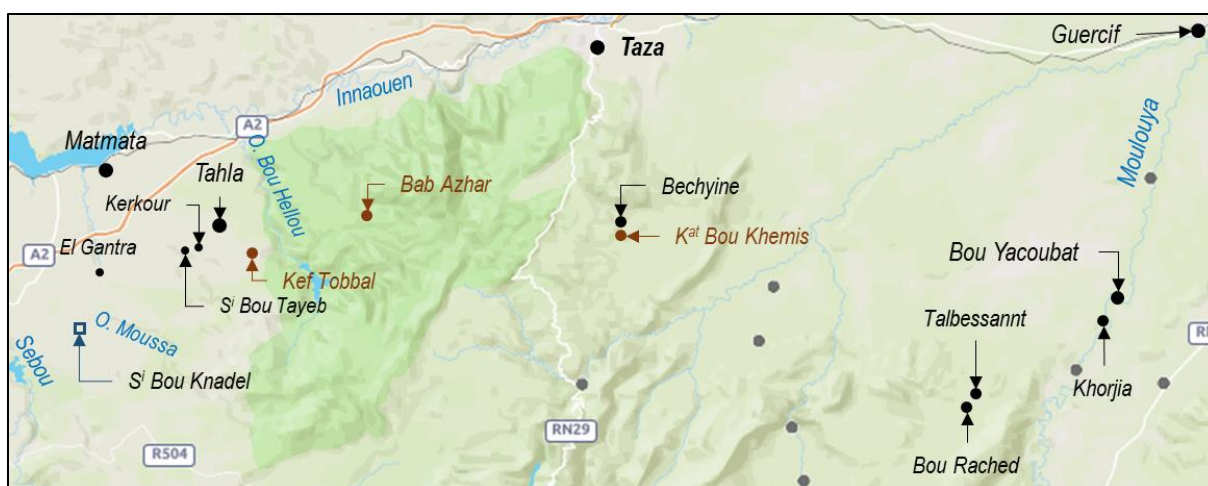 Guercif
Taza
Innaouen
A2
Matmata
O. Bou Hellou
Moulouya
Tahla
Bab Azhar
Bechyine
Kerkour
Kat Bou Khemis
El Gantra
A2
Bou Yacoubat
Kef Tobbal
Si Bou Tayeb
Talbessannt
O. Moussa
Sebou
Si Bou Knadel
Khorjia
RN29
R504
Bou Rached